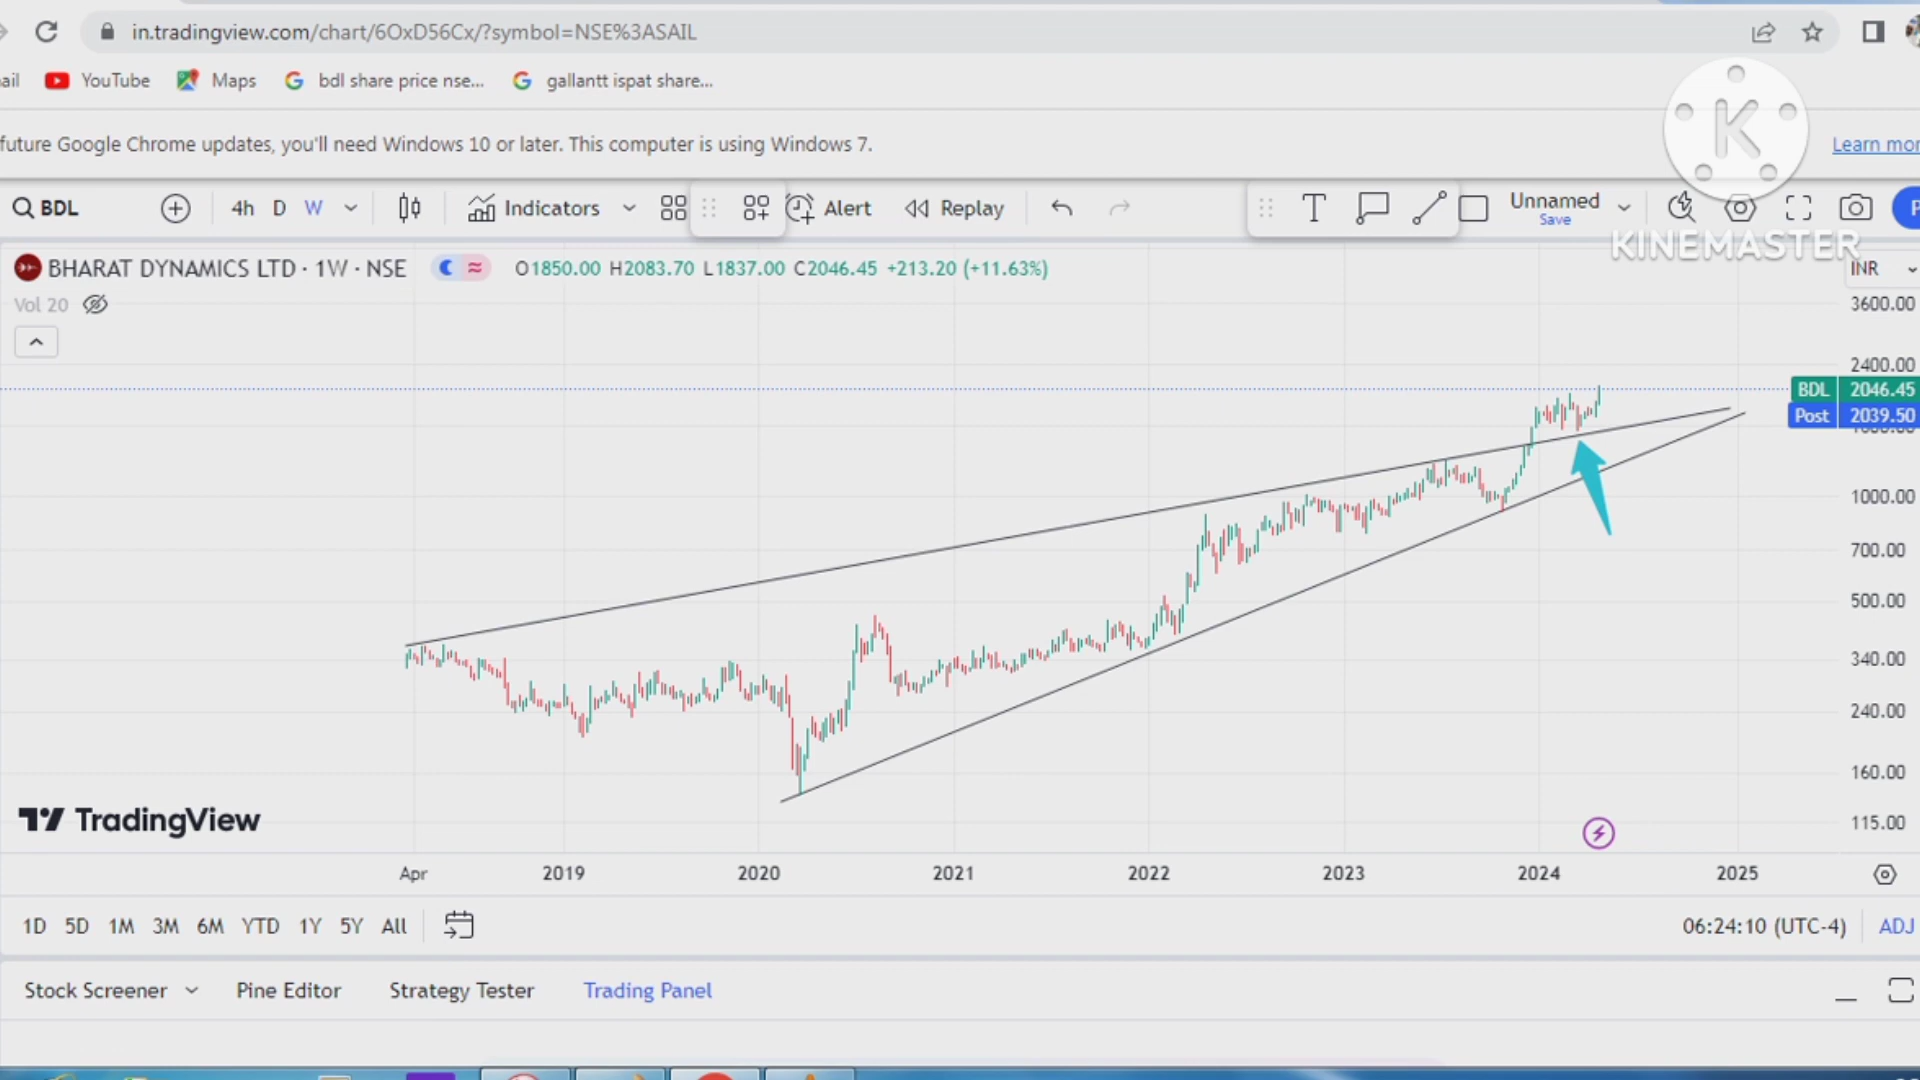 in.tradingview.com/chart/6OxD56Cx/?symbol=NSE%3ASAIL
ail YouTube Maps bdl share price nse... gallantt ispat share...
K
future Google Chrome updates, you'll need Windows 10 or later. This computer is using Windows 7. Learn mor
BDL 4h D W Indicators Alert Replay T Unnamed P
Save
KINEMASTER
BHARAT DYNAMICS LTD · 1W · NSE O1850.00 H2083.70 L1837.00 C2046.45 +213.20 (+11.63%) INR
Vol 20
3600.00
2400.00
BDL 2046.45
Post 2039.50
1000.00
700.00
500.00
340.00
240.00
160.00
TradingView
115.00
Apr 2019 2020 2021 2022 2023 2024 2025
1D 5D 1M 3M 6M YTD 1Y 5Y All 06:24:10 (UTC-4) ADJ
Stock Screener Pine Editor Strategy Tester Trading Panel